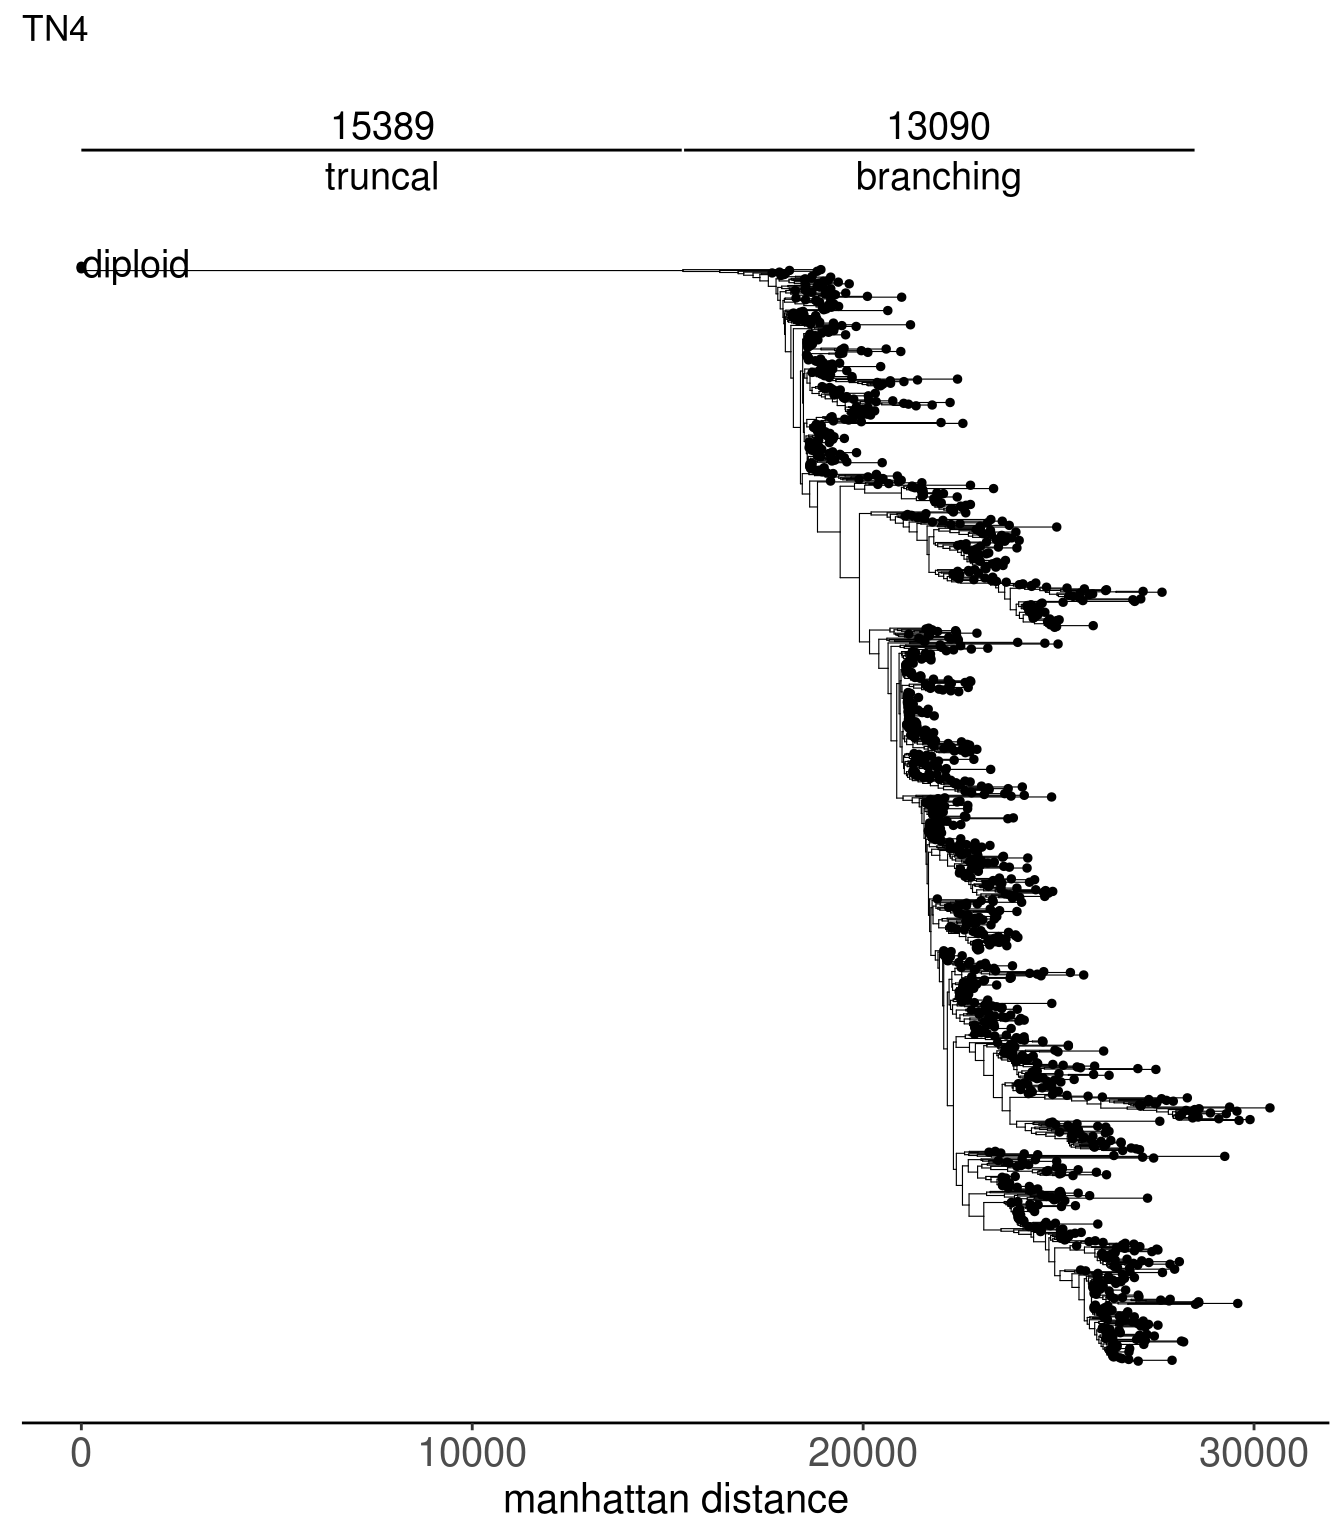 TN4
15389 13090
truncal branching
diploid
0 10000 20000 30000
manhattan distance